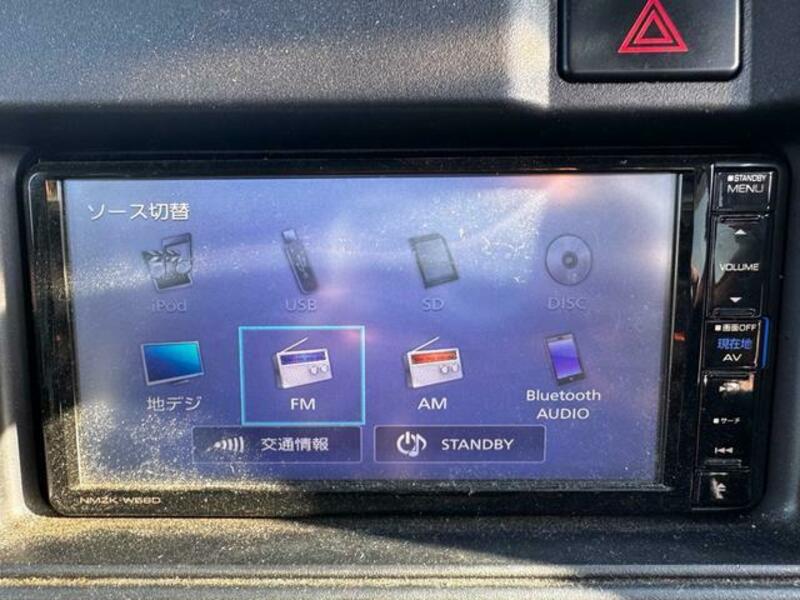 ソース切替
iPod
USB
SD
DISC
地デジ
FM
AM
Bluetooth
AUDIO
交通情報
STANDBY
NMZK-W68D
■STANDBY
MENU
VOLUME
■画面OFF
現在地
AV
■サーチ